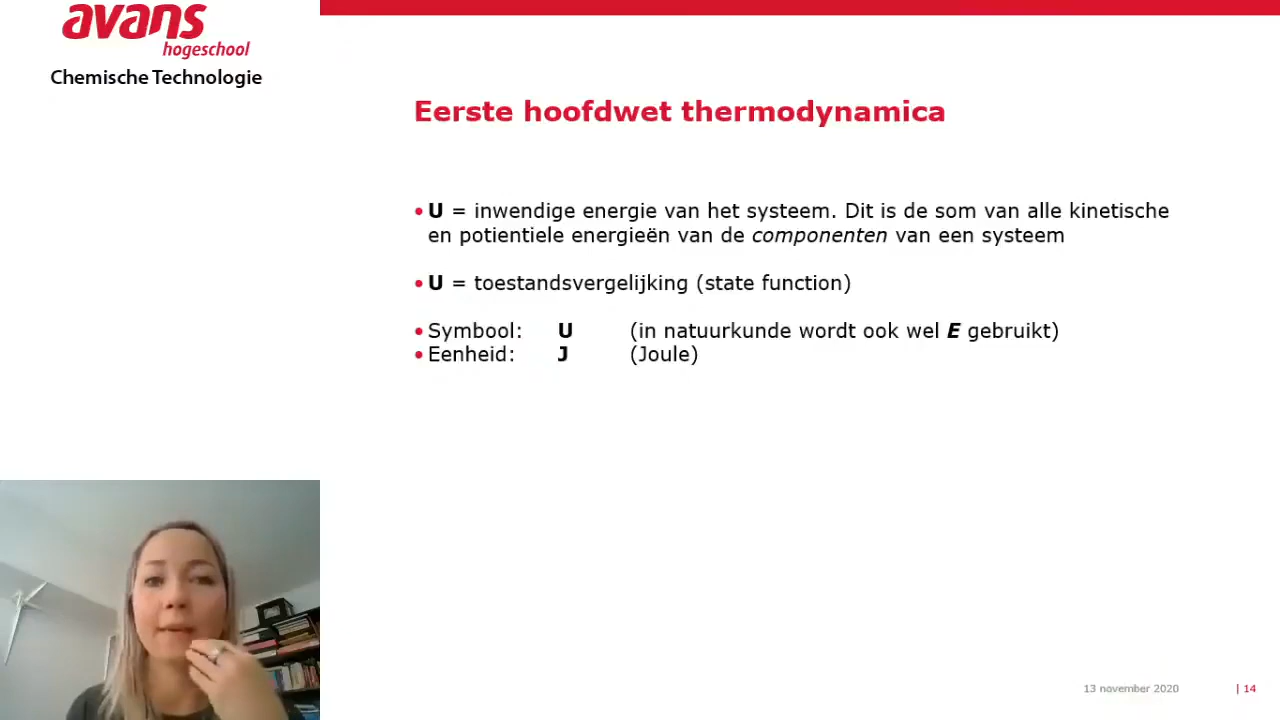 avans
hogeschool
Chemische Technologie
Eerste hoofdwet thermodynamica
• U = inwendige energie van het systeem. Dit is de som van alle kinetische
en potientiele energieën van de componenten van een systeem
• U = toestandsvergelijking (state function)
• Symbool: U (in natuurkunde wordt ook wel E gebruikt)
• Eenheid: J (Joule)
13 november 2020 | 14